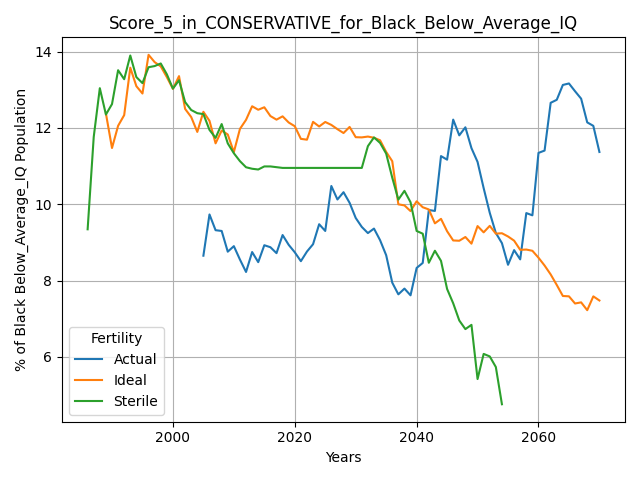 Score_5_in_CONSERVATIVE_for_Black_Below_Average_IQ
% of Black Below_Average_IQ Population
14
12
10
8
6
Fertility
Actual
Ideal
Sterile
2000 2020 2040 2060
Years